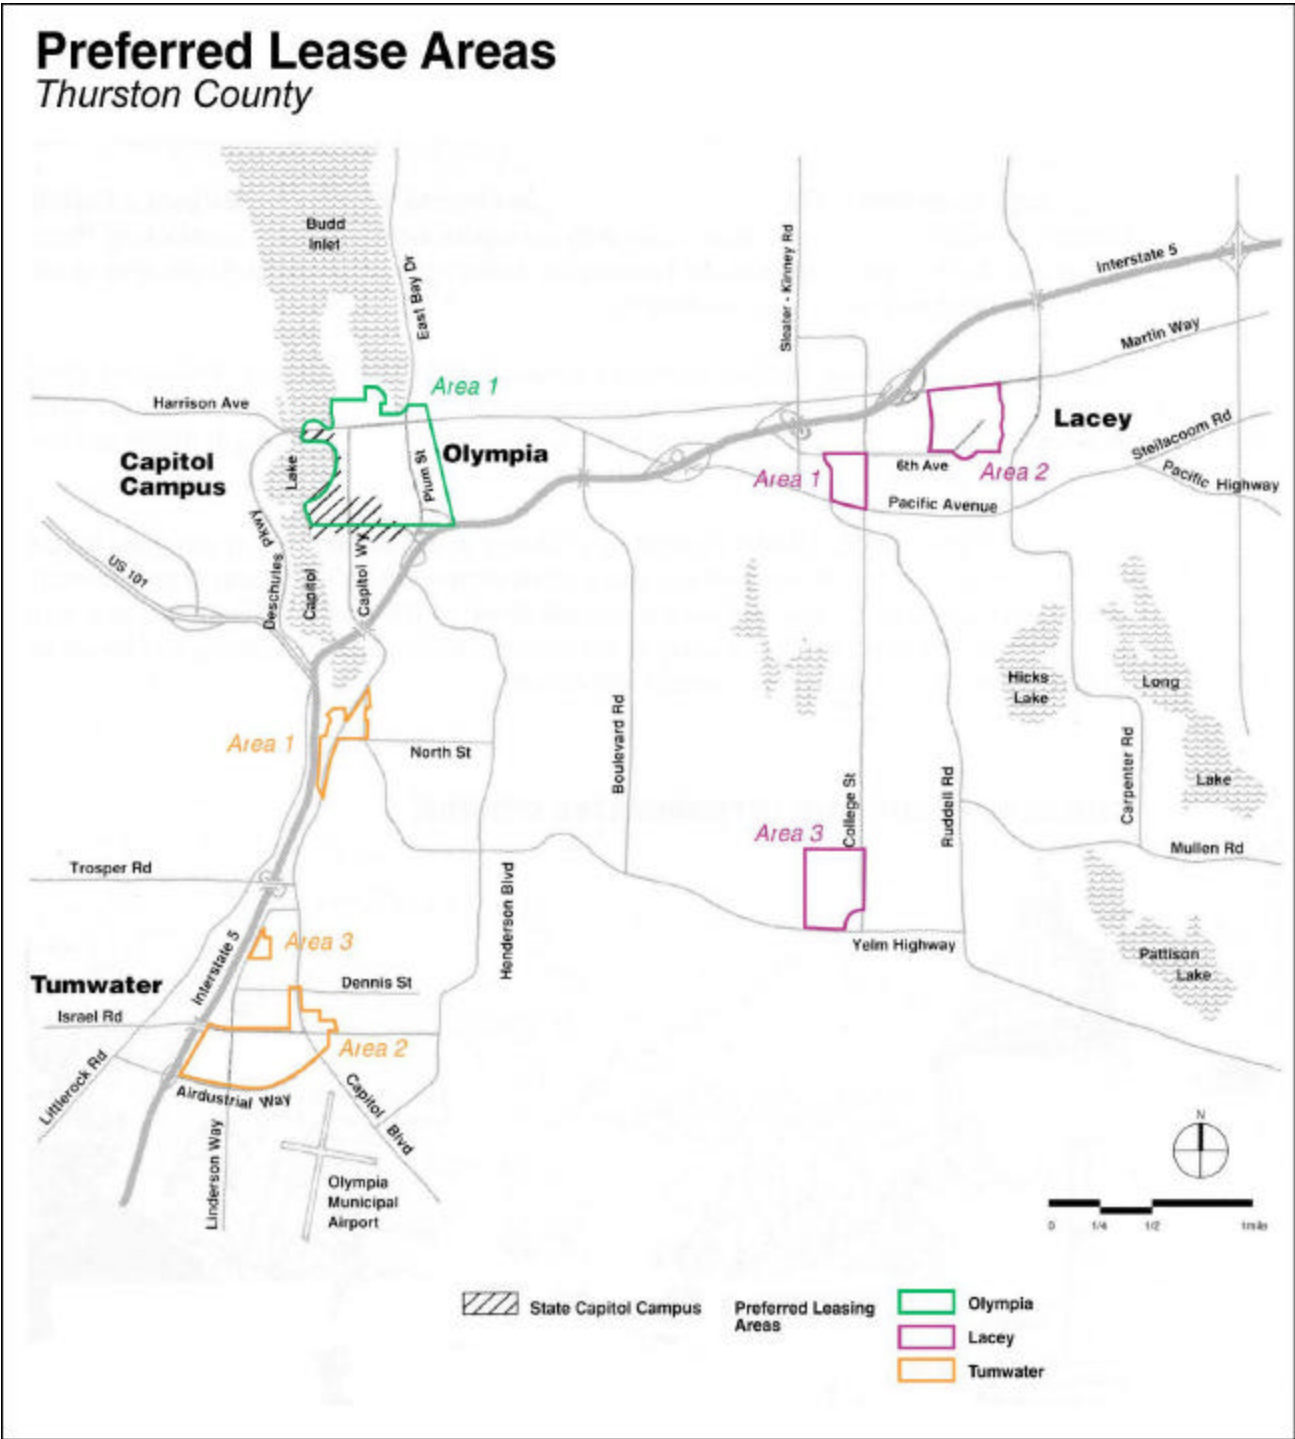 Preferred Lease Areas
Thurston County
Budd
Inlet
East Bay Dr
Sleater - Kinney Rd
Interstate 5
Martin Way
Area 1
Harrison Ave
Lacey
Steilacoom Rd
Olympia
Capitol
Campus
Lake
Plum St
6th Ave
Area 1
Area 2
Pacific Highway
Pacific Avenue
Deschules Pkwy
US 101
Capitol
Capitol Wy
Hicks
Lake
Long
Lake
Area 1
North St
Boulevard Rd
College St
Ruddell Rd
Carpenter Rd
Area 3
Mullen Rd
Trosper Rd
Henderson Blvd
Yelm Highway
Pattison
Lake
Interstate 5
Area 3
Tumwater
Dennis St
Israel Rd
Area 2
Littlerock Rd
Airdustrial Way
Capitol Blvd
Linderson Way
Olympia
Municipal
Airport
N
0 1/4 1/2 1mile
State Capitol Campus
Preferred Leasing
Areas
Olympia
Lacey
Tumwater